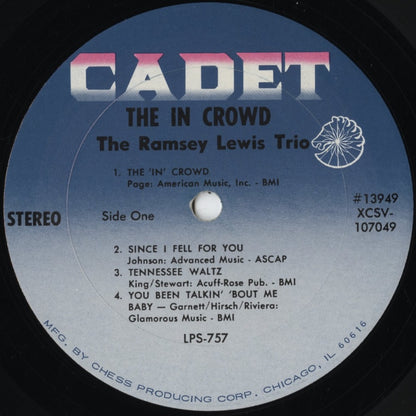 CADET
THE IN CROWD
The Ramsey Lewis Trio
1. THE 'IN' CROWD
Page: American Music, Inc. - BMI
STEREO
Side One
#13949
XCSV-
107049
2. SINCE I FELL FOR YOU
Johnson: Advanced Music - ASCAP
3. TENNESSEE WALTZ
King/Stewart: Acuff-Rose Pub. - BMI
4. YOU BEEN TALKIN' 'BOUT ME
BABY - Garnett/Hirsch/Riviera:
Glamorous Music - BMI
LPS-757
MFG. BY CHESS PRODUCING CORP. CHICAGO, IL 60616